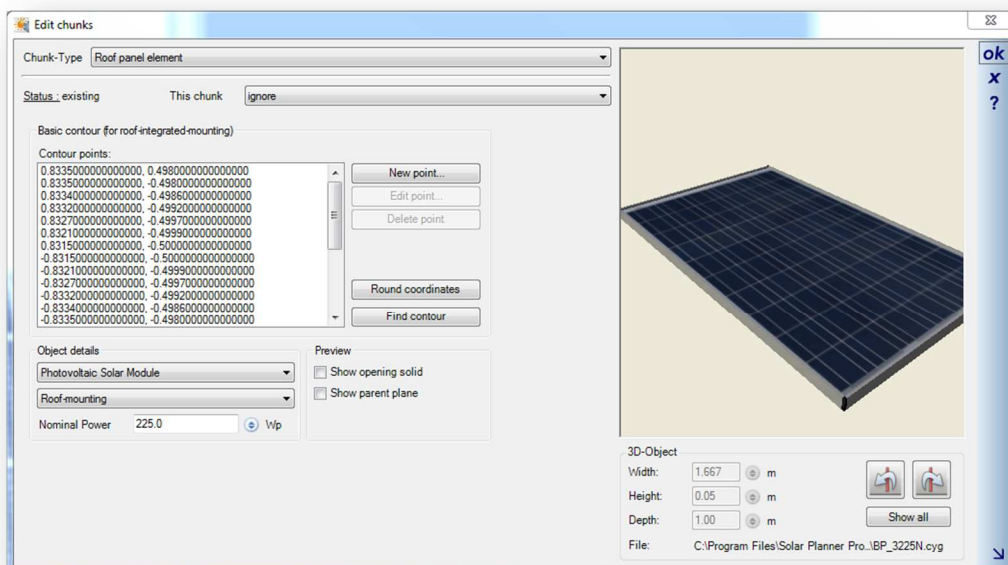 Edit chunks
Chunk-Type Roof panel element
ok
x
?
Status : existing This chunk ignore
Basic contour (for roof-integrated-mounting)
Contour points:
0.8335000000000000, 0.4980000000000000
0.8335000000000000, -0.4980000000000000
0.8334000000000000, -0.4986000000000000
0.8332000000000000, -0.4992000000000000
0.8327000000000000, -0.4997000000000000
0.8321000000000000, -0.4999000000000000
0.8315000000000000, -0.5000000000000000
-0.8315000000000000, -0.5000000000000000
-0.8321000000000000, -0.4999000000000000
-0.8327000000000000, -0.4997000000000000
-0.8332000000000000, -0.4992000000000000
-0.8334000000000000, -0.4986000000000000
-0.8335000000000000, -0.4980000000000000
New point...
Edit point...
Delete point
Round coordinates
Find contour
Object details
Photovoltaic Solar Module
Roof-mounting
Nominal Power 225.0 Wp
Preview
Show opening solid
Show parent plane
3D-Object
Width: 1.667 m
Height: 0.05 m
Depth: 1.00 m
Show all
File: C:\Program Files\Solar Planner Pro..\BP_3225N.cyg